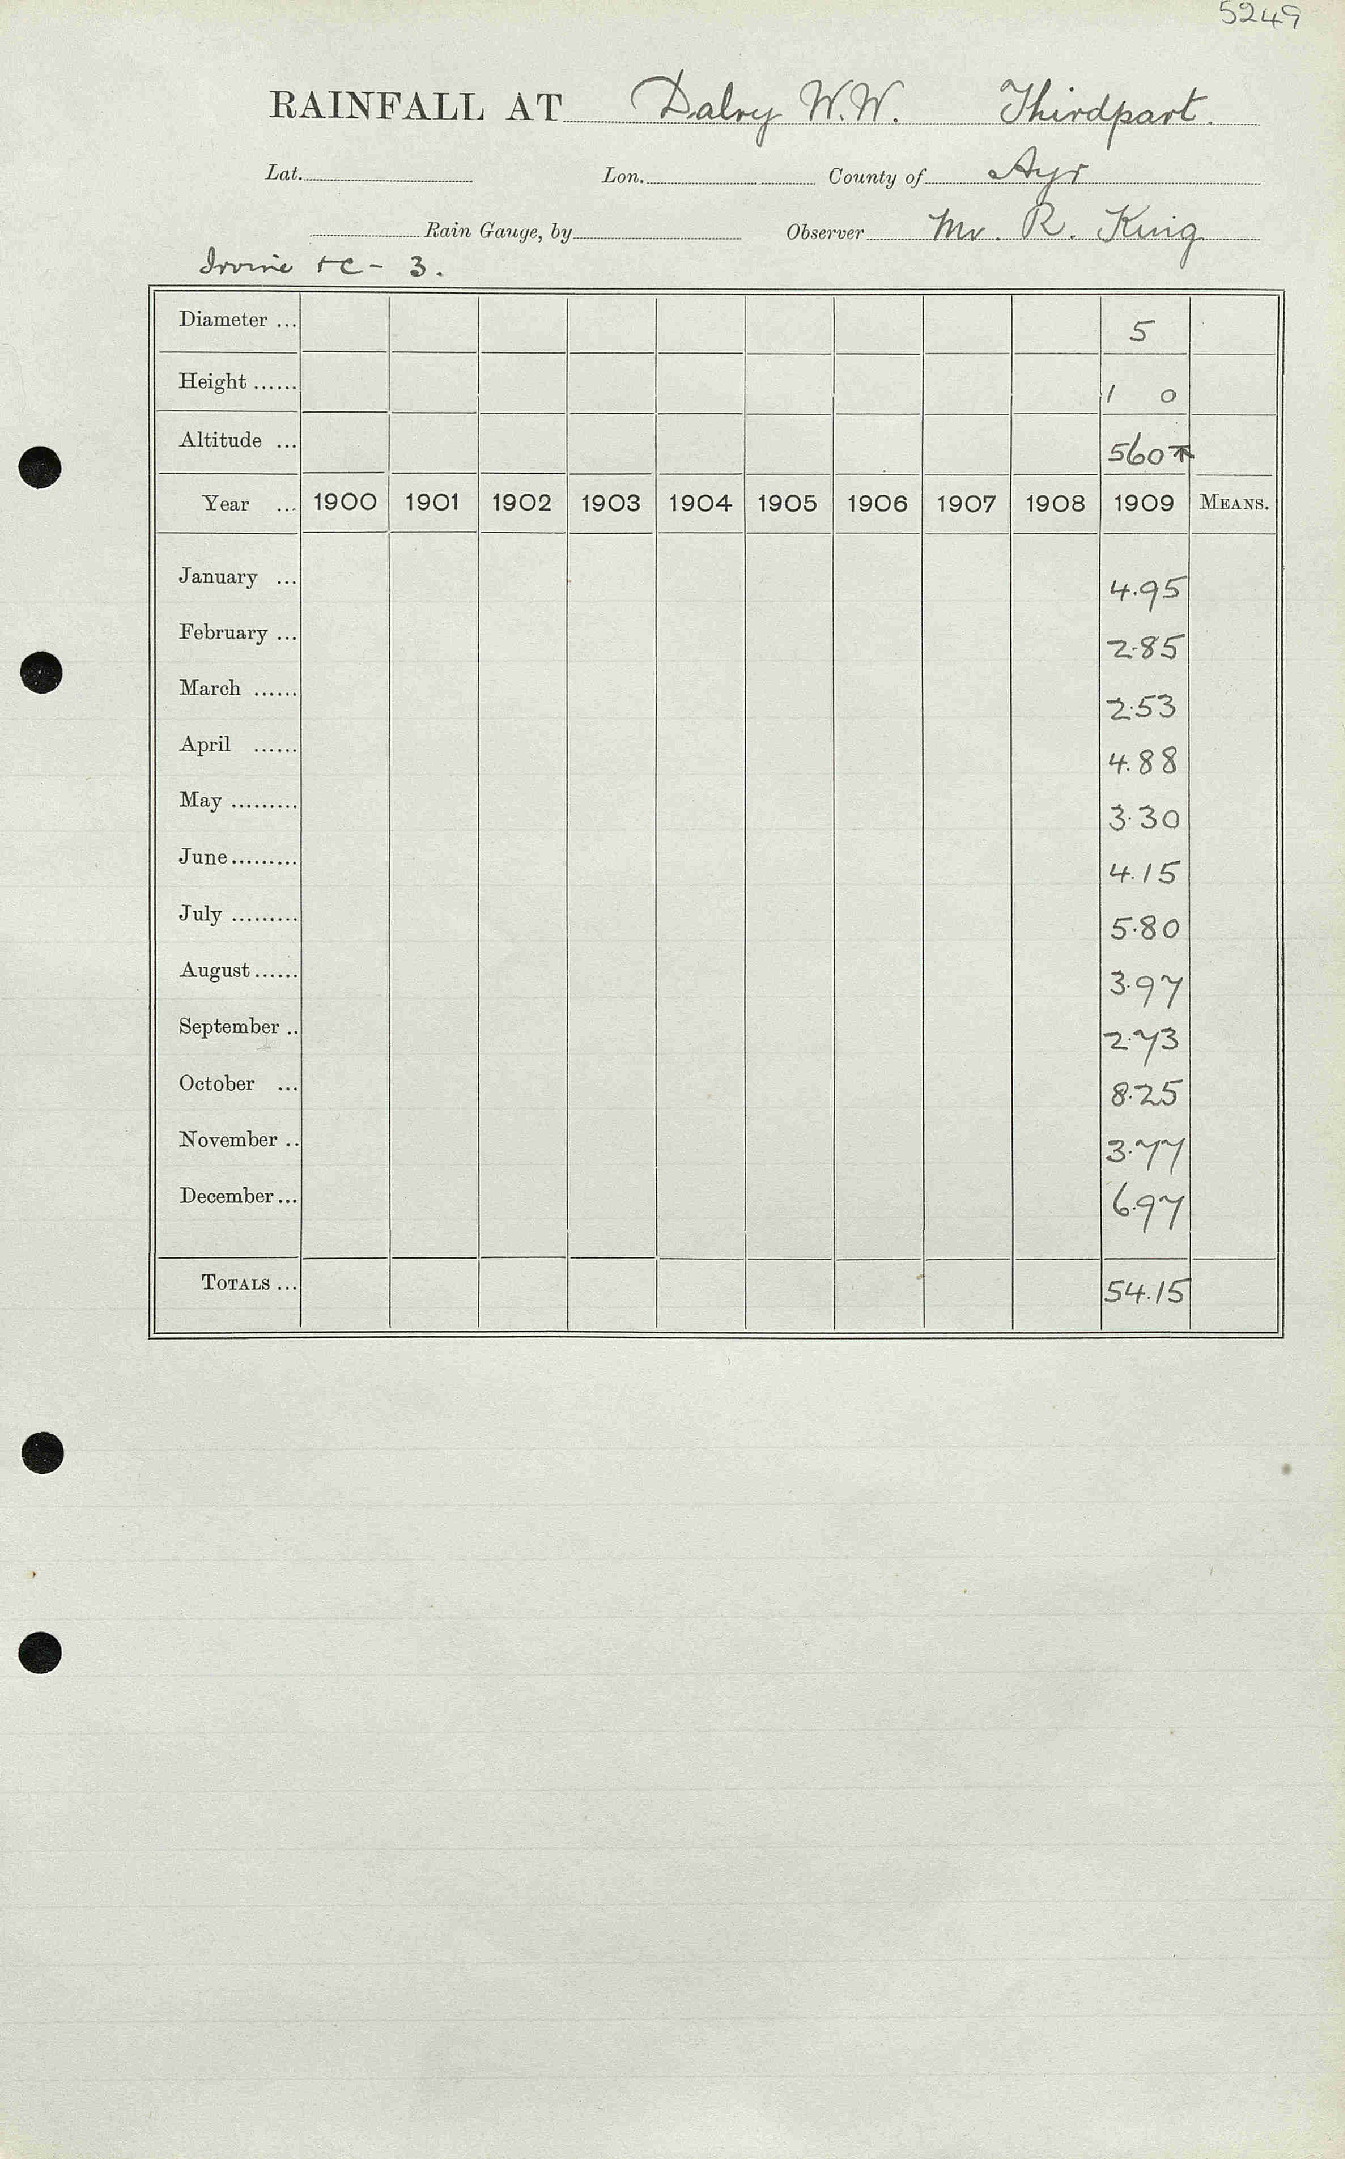 5249
RAINFALL AT Dalry W.W. Thirdpart.
Lat. Lon. County of Ayr
Rain Gauge, by Observer Mr. R. King
Irvine &c - 3.
Diameter ... 5
Height ...... 1 0
Altitude ... 560
Year ... 1900 1901 1902 1903 1904 1905 1906 1907 1908 1909 MEANS.
January ... 4.95
February ... 2.85
March ...... 2.53
April ...... 4.88
May ......... 3.30
June ......... 4.15
July ......... 5.80
August ...... 3.97
September .. 2.73
October ... 8.25
November .. 3.77
December ... 6.97
TOTALS ... 54.15